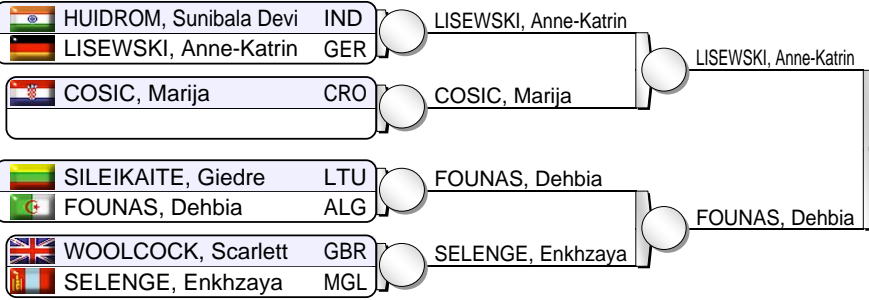 HUIDROM, Sunibala Devi IND
LISEWSKI, Anne-Katrin GER
LISEWSKI, Anne-Katrin
LISEWSKI, Anne-Katrin
COSIC, Marija CRO
COSIC, Marija
SILEIKAITE, Giedre LTU
FOUNAS, Dehbia ALG
FOUNAS, Dehbia
FOUNAS, Dehbia
WOOLCOCK, Scarlett GBR
SELENGE, Enkhzaya MGL
SELENGE, Enkhzaya